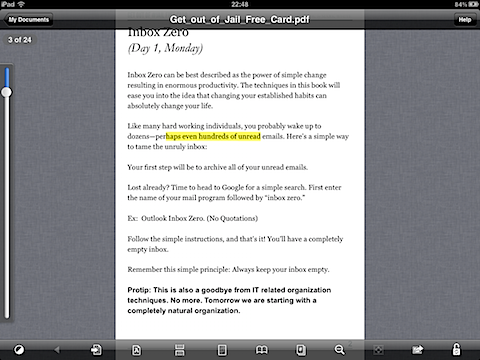 iPad
22:48
84%
My Documents
Get_out_of_Jail_Free_Card.pdf
Help
3 of 24
Inbox Zero
(Day 1, Monday)
Inbox Zero can be best described as the power of simple change
resulting in enormous productivity. The techniques in this book will
ease you into the idea that changing your established habits can
absolutely change your life.
Like many hard working individuals, you probably wake up to
dozens—perhaps even hundreds of unread emails. Here's a simple way
to tame the unruly inbox:
Your first step will be to archive all of your unread emails.
Lost already? Time to head to Google for a simple search. First enter
the name of your mail program followed by "inbox zero."
Ex: Outlook Inbox Zero. (No Quotations)
Follow the simple instructions, and that's it! You'll have a completely
empty inbox.
Remember this simple principle: Always keep your inbox empty.
Protip: This is also a goodbye from IT related organization
techniques. No more. Tomorrow we are starting with a
completely natural organization.